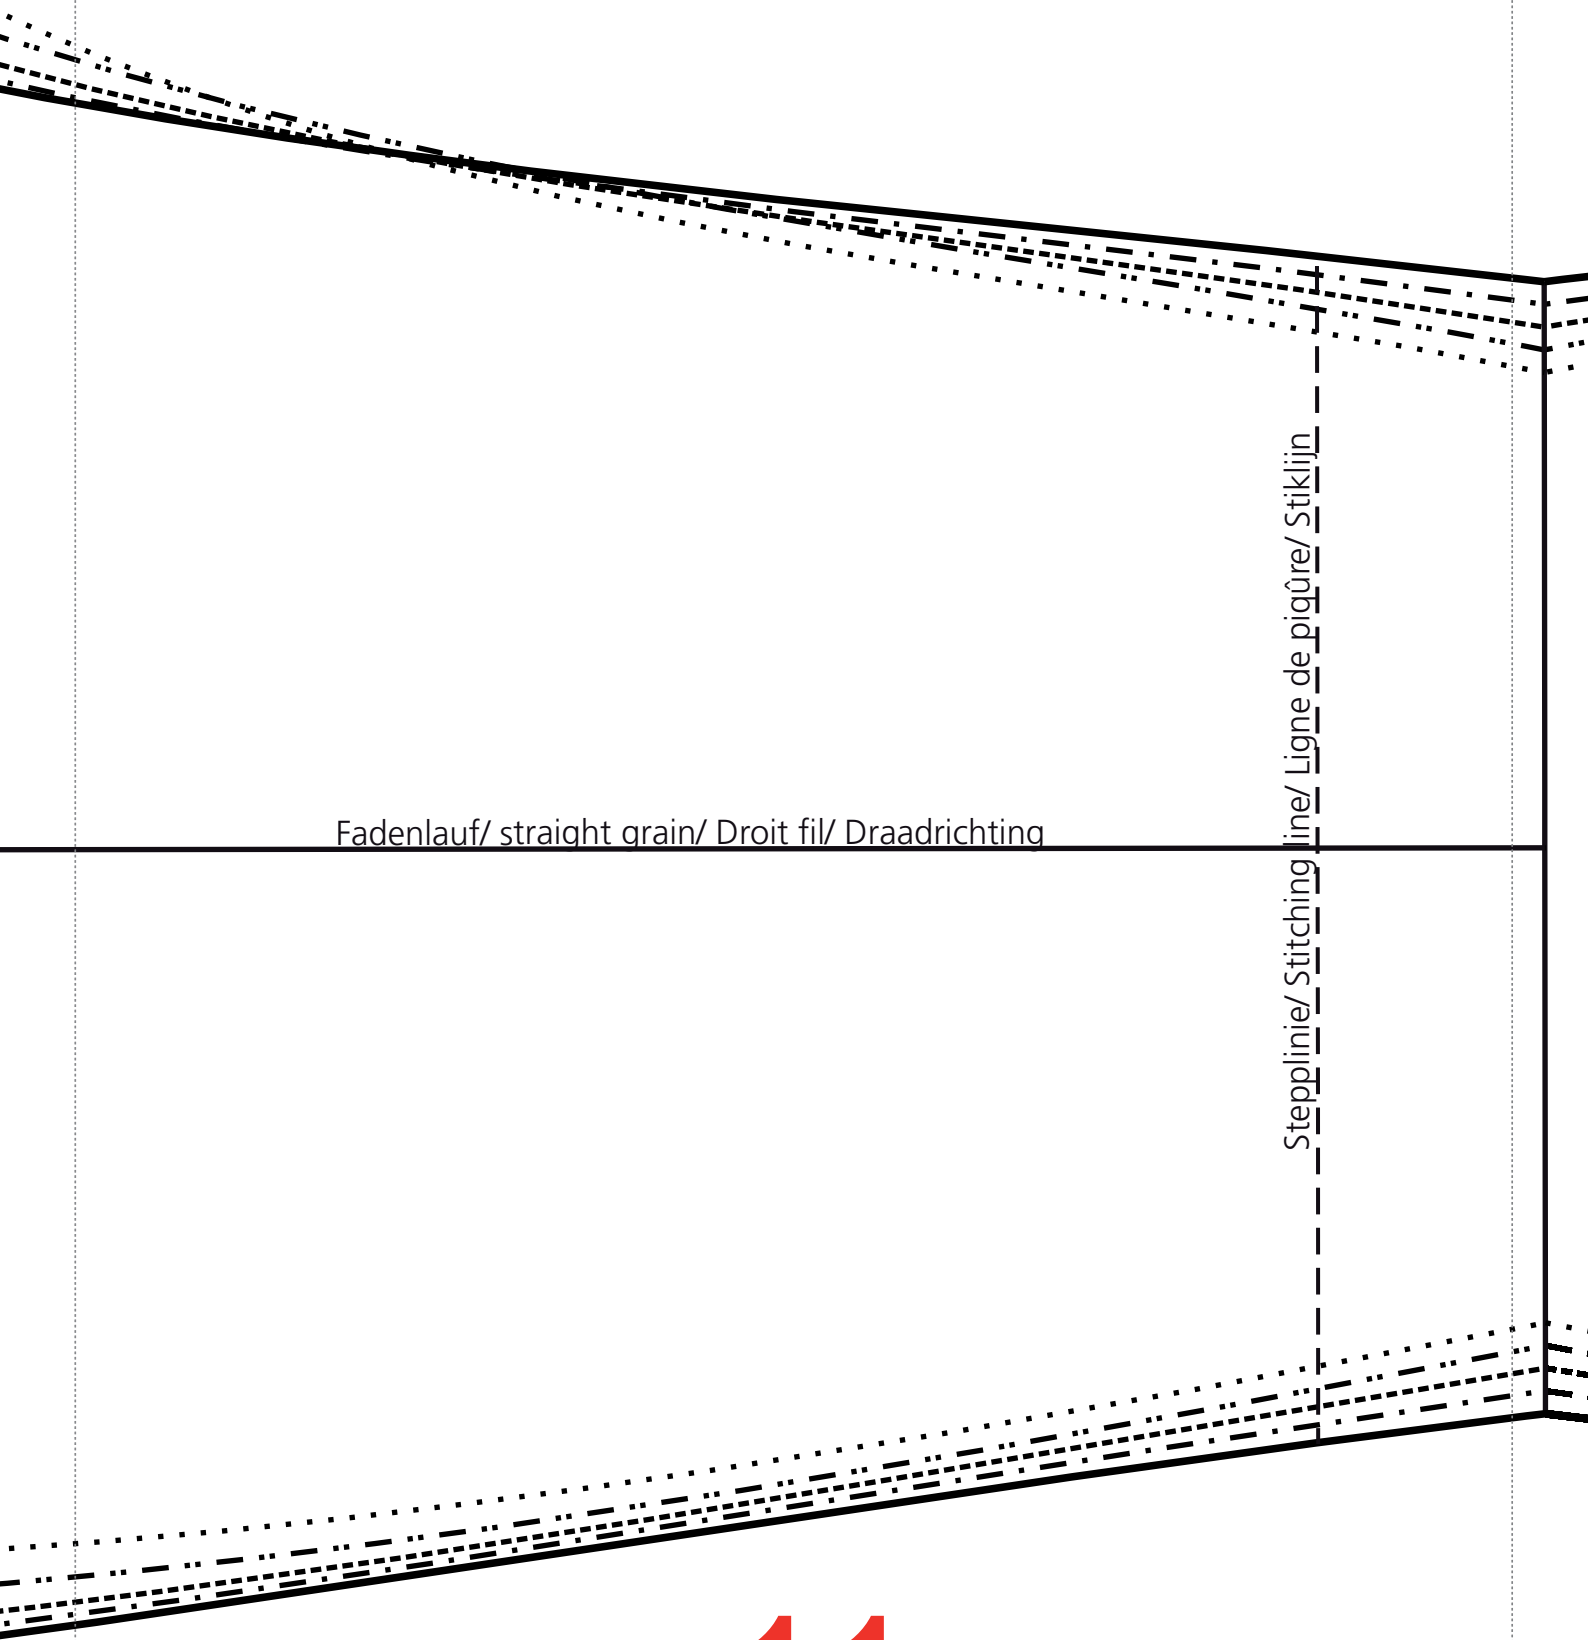 Fadenlauf/ straight grain/ Droit fil/ Draadrichting
Stepplinie/ Stitching line/ Ligne de piqûre/ Stiklijn